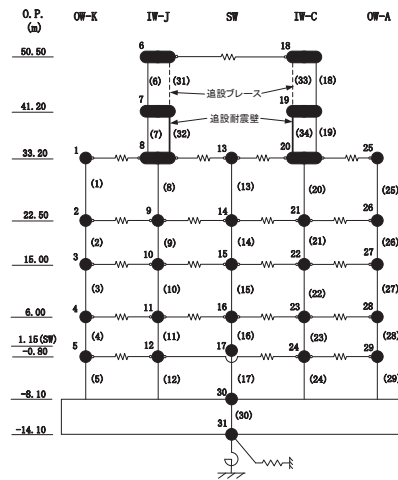 O.P. OW-K IW-J SW IW-C OW-A
(m)
50.50 6 18
(6) (31) (33) (18)
追設ブレース
41.20 7 19
追設耐震壁
(7) (32) (34) (19)
33.20 1 8 13 20 25
(1) (8) (13) (20) (25)
22.50 2 9 14 21 26
(2) (9) (14) (21) (26)
15.00 3 10 15 22 27
(3) (10) (15) (22) (27)
6.00 4 11 16 23 28
(4) (11) (16) (23) (28)
1.15(SW) 17
-0.80 5 12 24 29
(5) (12) (17) (24) (29)
-8.10 30
(30)
-14.10 31